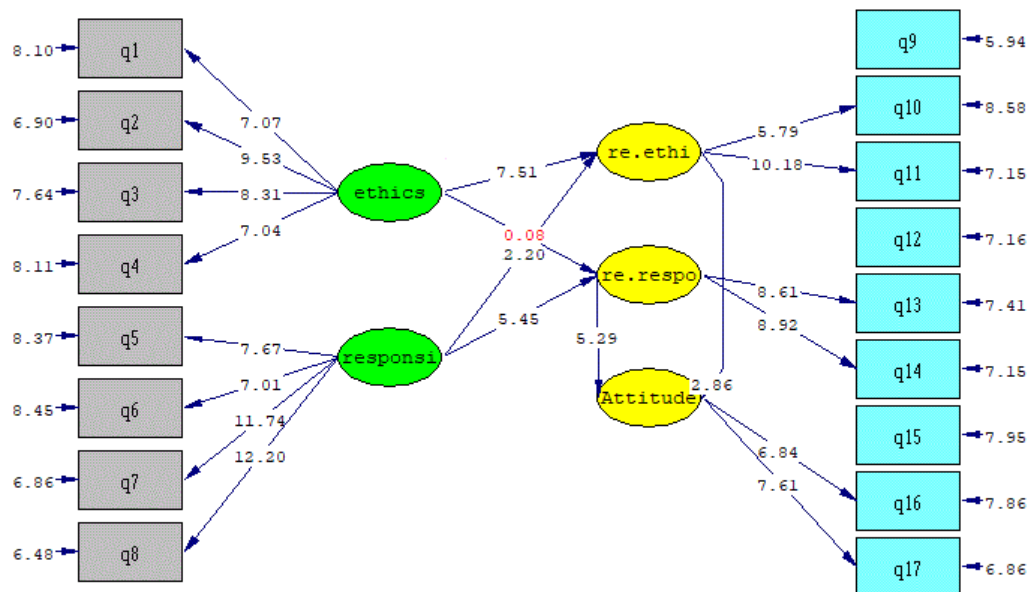 8.10 q1
6.90 q2
7.64 q3
8.11 q4
8.37 q5
8.45 q6
6.86 q7
6.48 q8
7.07
9.53
8.31
7.04
7.67
7.01
11.74
12.20
ethics
responsi
7.51
0.08
2.20
5.45
re.ethi
re.respo
5.29
Attitude
2.86
5.79
10.18
8.61
8.92
6.84
7.61
q9 5.94
q10 8.58
q11 7.15
q12 7.16
q13 7.41
q14 7.15
q15 7.95
q16 7.86
q17 6.86